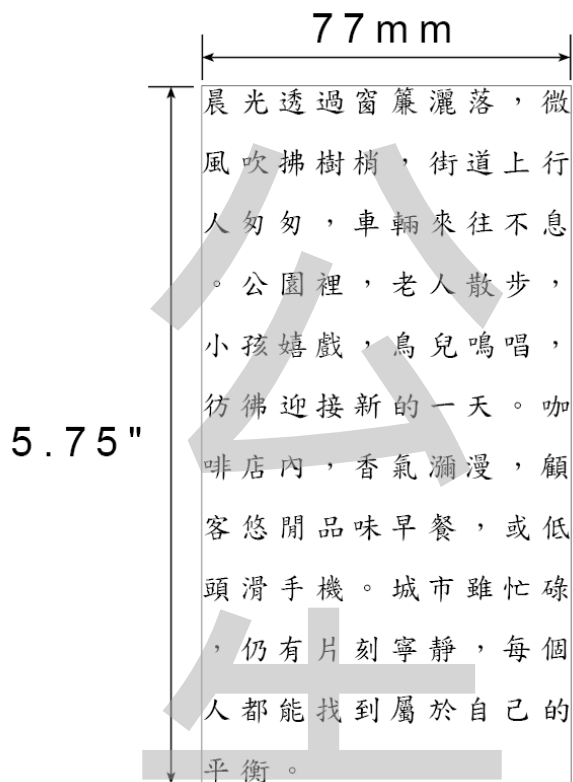 77mm
5.75"
晨光透過窗簾灑落，微
風吹拂樹梢，街道上行
人匆匆，車輛來往不息
。公園裡，老人散步，
小孩嬉戲，鳥兒鳴唱，
彷彿迎接新的一天。咖
啡店內，香氣瀰漫，顧
客悠閒品味早餐，或低
頭滑手機。城市雖忙碌
，仍有片刻寧靜，每個
人都能找到屬於自己的
平衡。
公
生